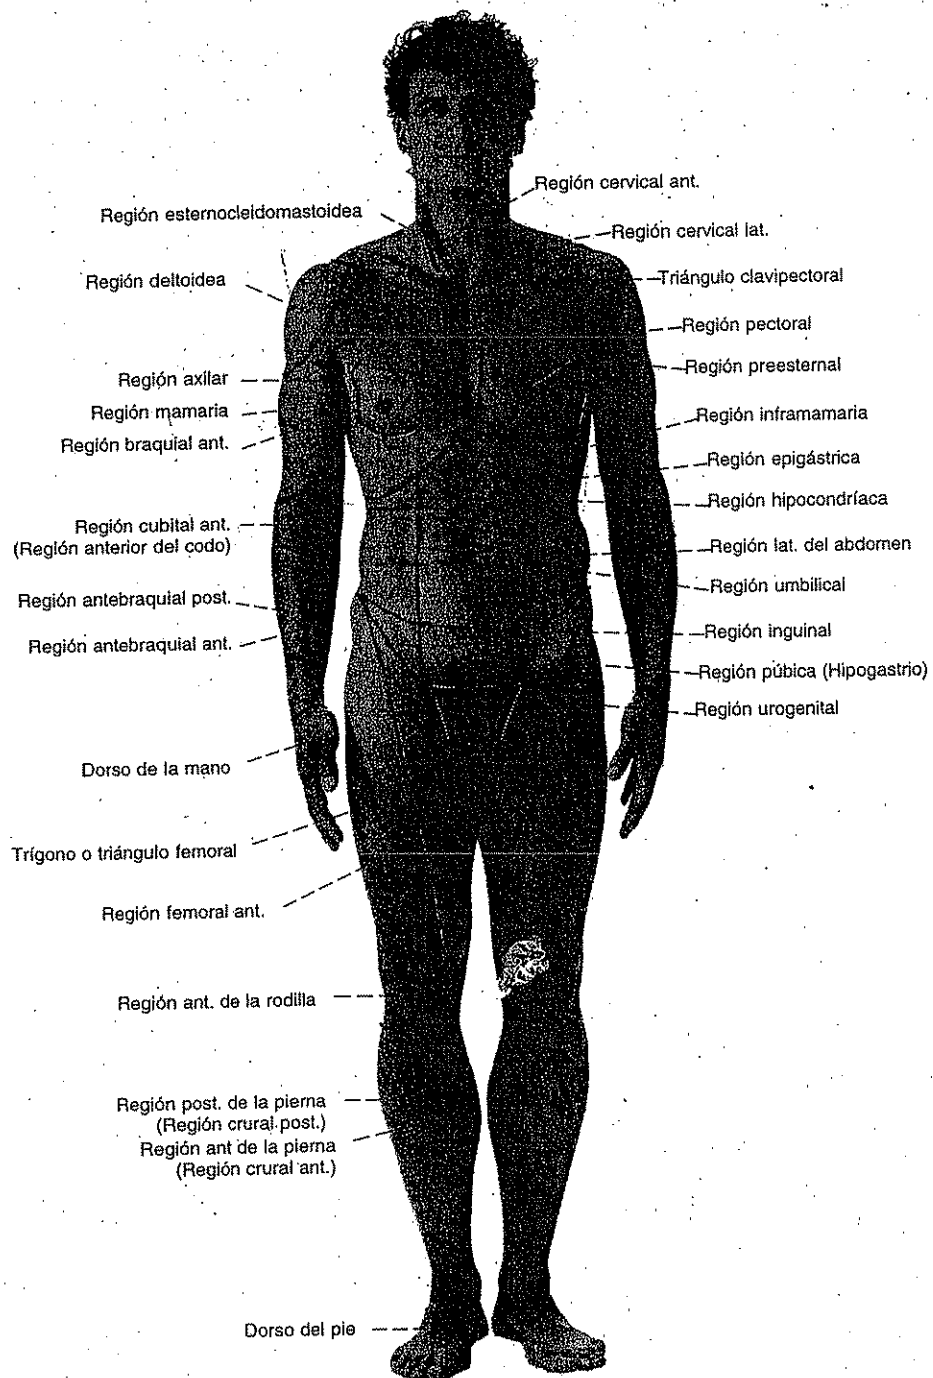 Región cervical ant.
Región esternocleidomastoidea
Región cervical lat.
Región deltoidea
Triángulo clavipectoral
Región pectoral
Región preesternal
Región axilar
Región mamaria
Región inframamaria
Región braquial ant.
Región epigástrica
Región hipocondríaca
Región cubital ant.
(Región anterior del codo)
Región lat. del abdomen
Región umbilical
Región antebraquial post.
Región inguinal
Región antebraquial ant.
Región púbica (Hipogastrio)
Región urogenital
Dorso de la mano
Trígono o triángulo femoral
Región femoral ant.
Región ant. de la rodilla
Región post. de la pierna
(Región crural post.)
Región ant de la pierna
(Región crural ant.)
Dorso del pie